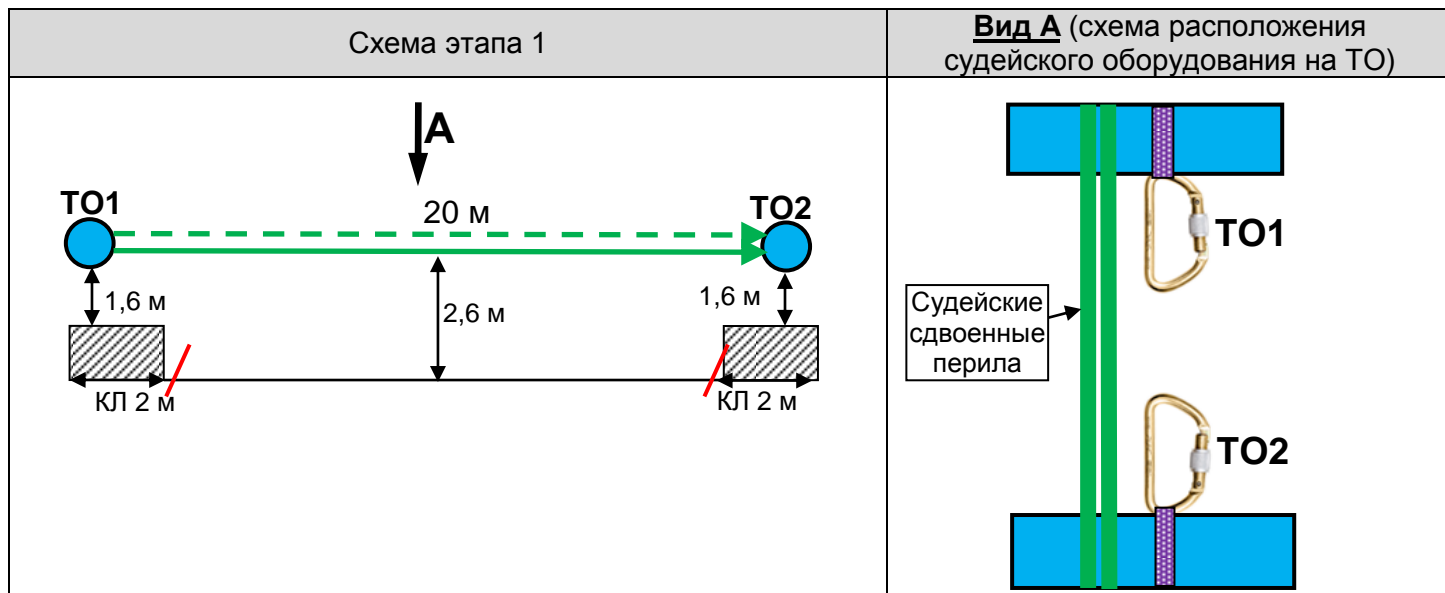 Схема этапа 1
Вид А (схема расположения
судейского оборудования на ТО)
А
ТО1
20 м
ТО2
1,6 м
2,6 м
1,6 м
КЛ 2 м
КЛ 2 м
ТО1
Судейские
сдвоенные
перила
ТО2